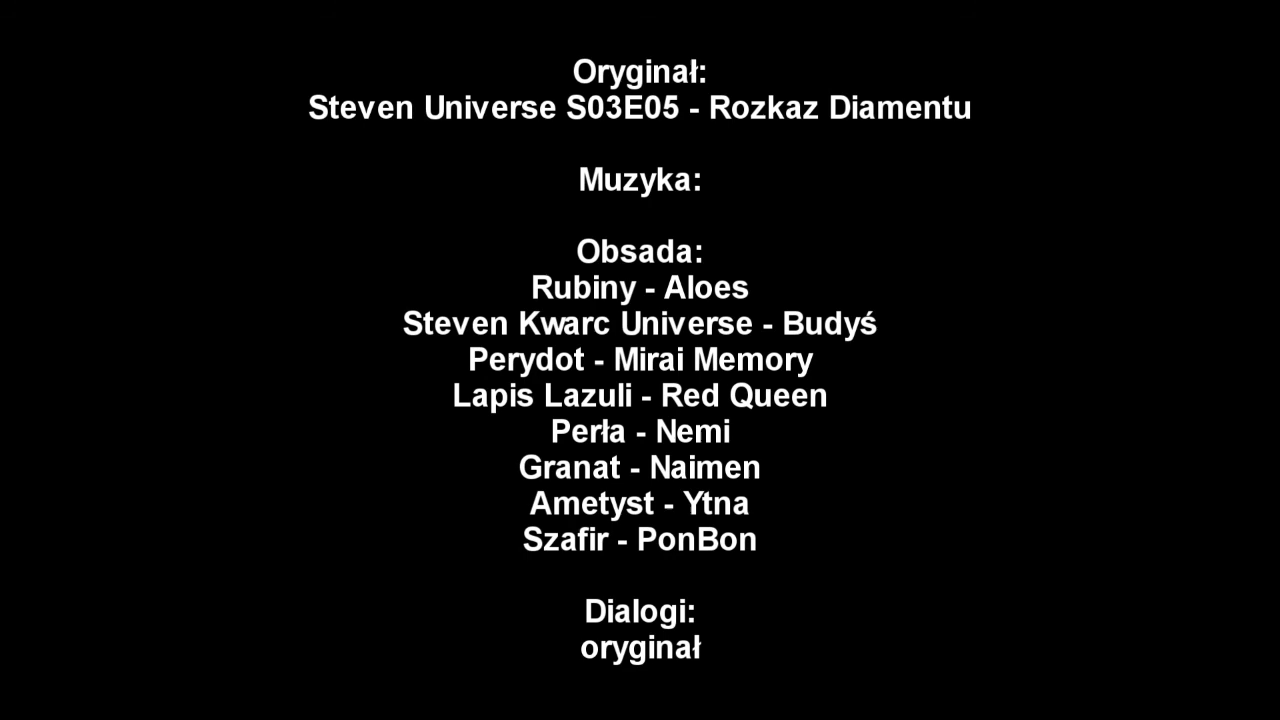 Oryginał:
Steven Universe S03E05 - Rozkaz Diamentu
Muzyka:
Obsada:
Rubiny - Aloes
Steven Kwarc Universe - Budyś
Perydot - Mirai Memory
Lapis Lazuli - Red Queen
Perła - Nemi
Granat - Naimen
Ametyst - Ytna
Szafir - PonBon
Dialogi:
oryginał